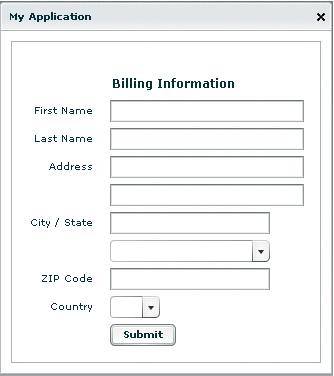 My Application
Billing Information
First Name
Last Name
Address
City / State
ZIP Code
Country
Submit